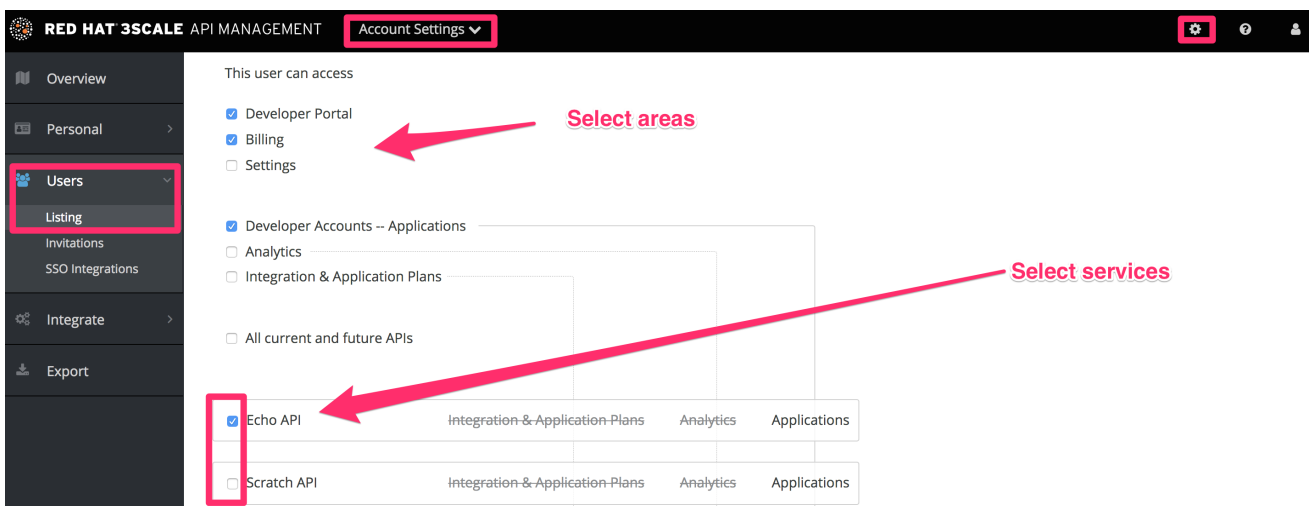 RED HAT 3SCALE API MANAGEMENT
Account Settings
Overview
Personal
Users
Listing
Invitations
SSO Integrations
Integrate
Export
This user can access
Developer Portal
Billing
Settings
Select areas
Developer Accounts -- Applications
Analytics
Integration & Application Plans
Select services
All current and future APIs
Echo API Integration & Application Plans Analytics Applications
Scratch API Integration & Application Plans Analytics Applications